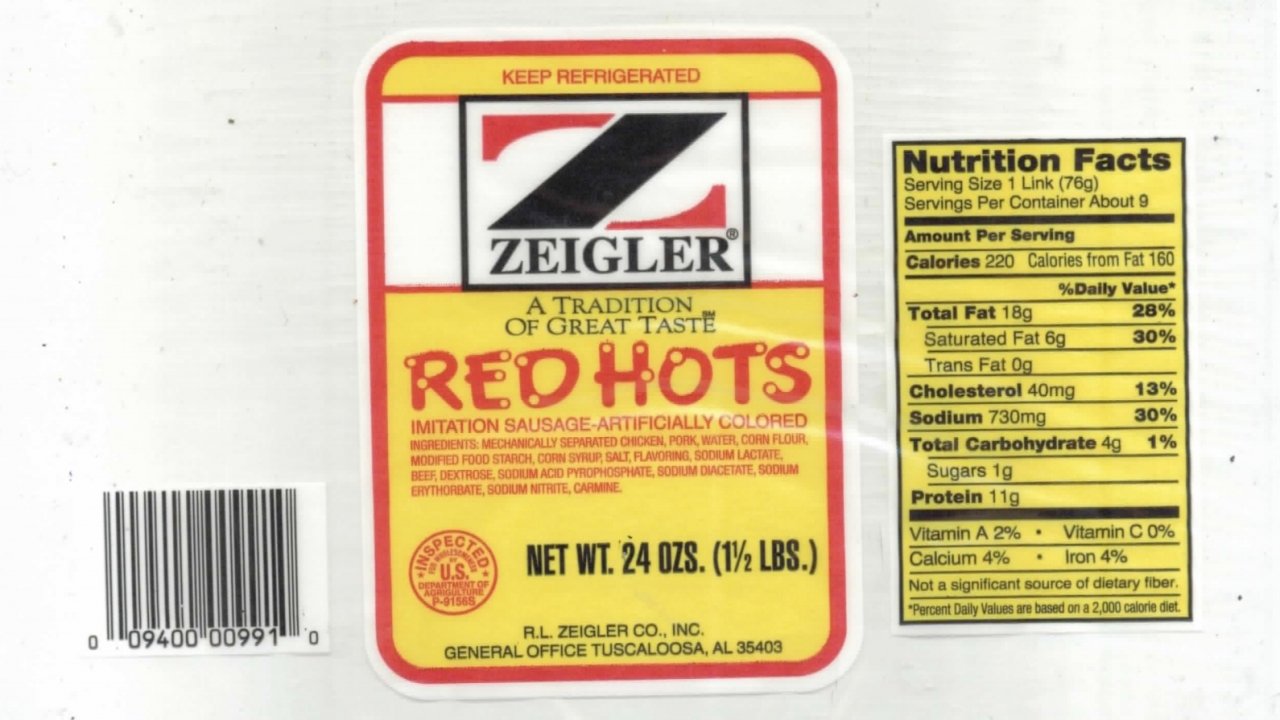 KEEP REFRIGERATED
Z
ZEIGLER®
A TRADITION
OF GREAT TASTE℠
RED HOTS
IMITATION SAUSAGE-ARTIFICIALLY COLORED
INGREDIENTS: MECHANICALLY SEPARATED CHICKEN, PORK, WATER, CORN FLOUR,
MODIFIED FOOD STARCH, CORN SYRUP, SALT, FLAVORING, SODIUM LACTATE,
BEEF, DEXTROSE, SODIUM ACID PYROPHOSPHATE, SODIUM DIACETATE, SODIUM
ERYTHORBATE, SODIUM NITRITE, CARMINE.
INSPECTED
FOR WHOLESOMENESS
BY
U.S.
DEPARTMENT OF
AGRICULTURE
P-9156S
NET WT. 24 OZS. (1½ LBS.)
R.L. ZEIGLER CO., INC.
GENERAL OFFICE TUSCALOOSA, AL 35403
0 09400 00991 0
Nutrition Facts
Serving Size 1 Link (76g)
Servings Per Container About 9
Amount Per Serving
Calories 220 Calories from Fat 160
%Daily Value*
Total Fat 18g 28%
Saturated Fat 6g 30%
Trans Fat 0g
Cholesterol 40mg 13%
Sodium 730mg 30%
Total Carbohydrate 4g 1%
Sugars 1g
Protein 11g
Vitamin A 2% • Vitamin C 0%
Calcium 4% • Iron 4%
Not a significant source of dietary fiber.
*Percent Daily Values are based on a 2,000 calorie diet.